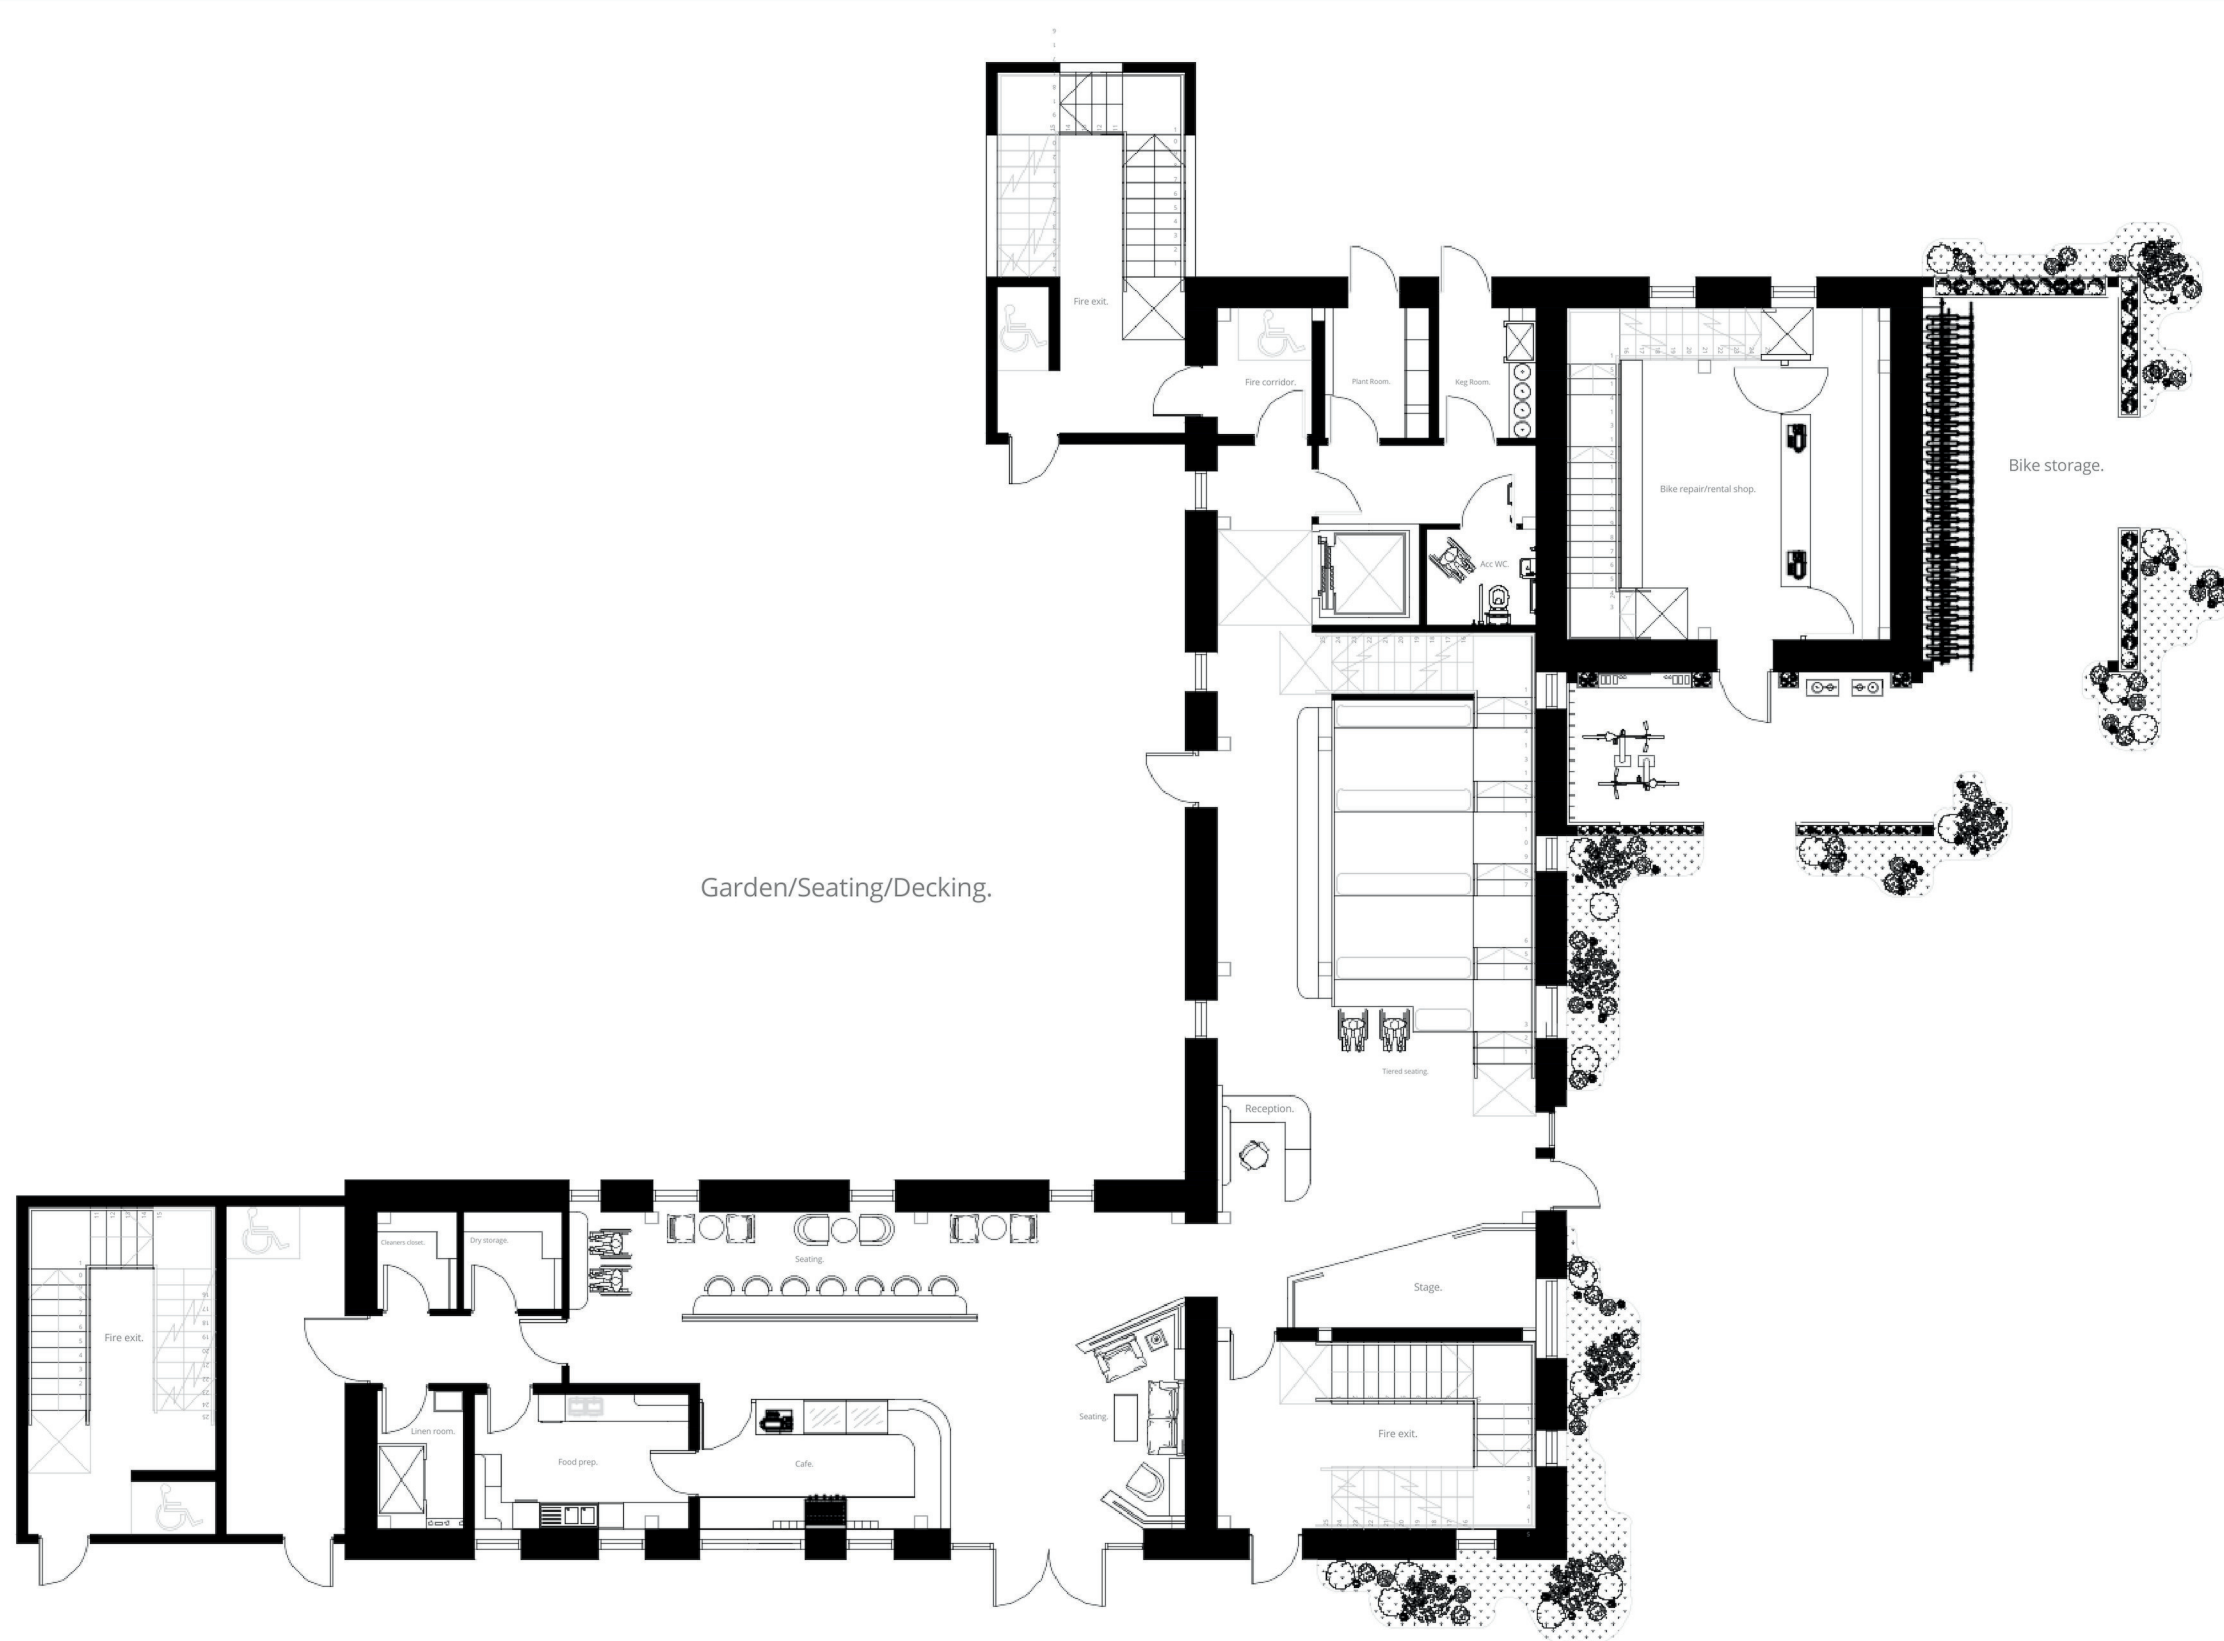 Fire exit.
Fire corridor.
Plant Room.
Keg Room.
Bike storage.
Bike repair/rental shop.
Acc WC.
Garden/Seating/Decking.
Tiered seating.
Reception.
Cleaners closet.
Dry storage.
Seating.
Stage.
Fire exit.
Seating.
Linen room.
Fire exit.
Food prep.
Cafe.